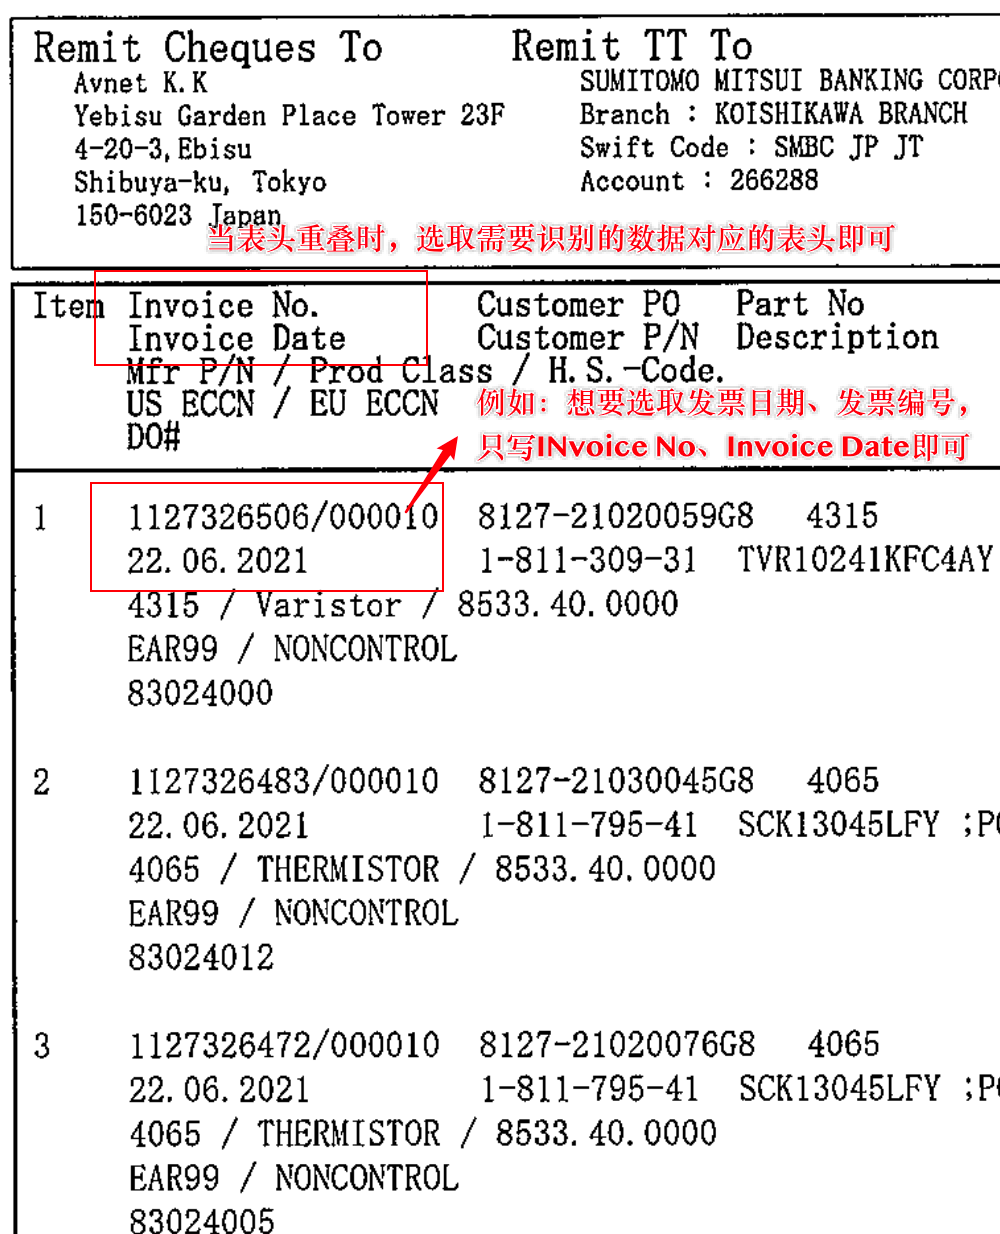 Remit Cheques To Remit TT To
Avnet K.K SUMITOMO MITSUI BANKING
Yebisu Garden Place Tower 23F Branch : KOISHIKAWA BRANCH
4-20-3, Ebisu Swift Code : SMBC JP JT
Shibuya-ku, Tokyo Account : 266288
150-6023 Japan
当表头重叠时，选取需要识别的数据对应的表头即可
Item Invoice No. Customer PO Part No
Invoice Date Customer P/N Description
Mfr P/N / Prod Class / H.S.-Code.
US ECCN / EU ECCN
DO#
例如：想要选取发票日期、发票编号，
只写INvoice No、Invoice Date即可
1 1127326506/000010 8127-21020059G8 4315
22.06.2021 1-811-309-31 TVR10241KFC4AY
4315 / Varistor / 8533.40.0000
EAR99 / NONCONTROL
83024000
2 1127326483/000010 8127-21030045G8 4065
22.06.2021 1-811-795-41 SCK13045LFY
4065 / THERMISTOR / 8533.40.0000
EAR99 / NONCONTROL
83024012
3 1127326472/000010 8127-21020076G8 4065
22.06.2021 1-811-795-41 SCK13045LFY
4065 / THERMISTOR / 8533.40.0000
EAR99 / NONCONTROL
83024005